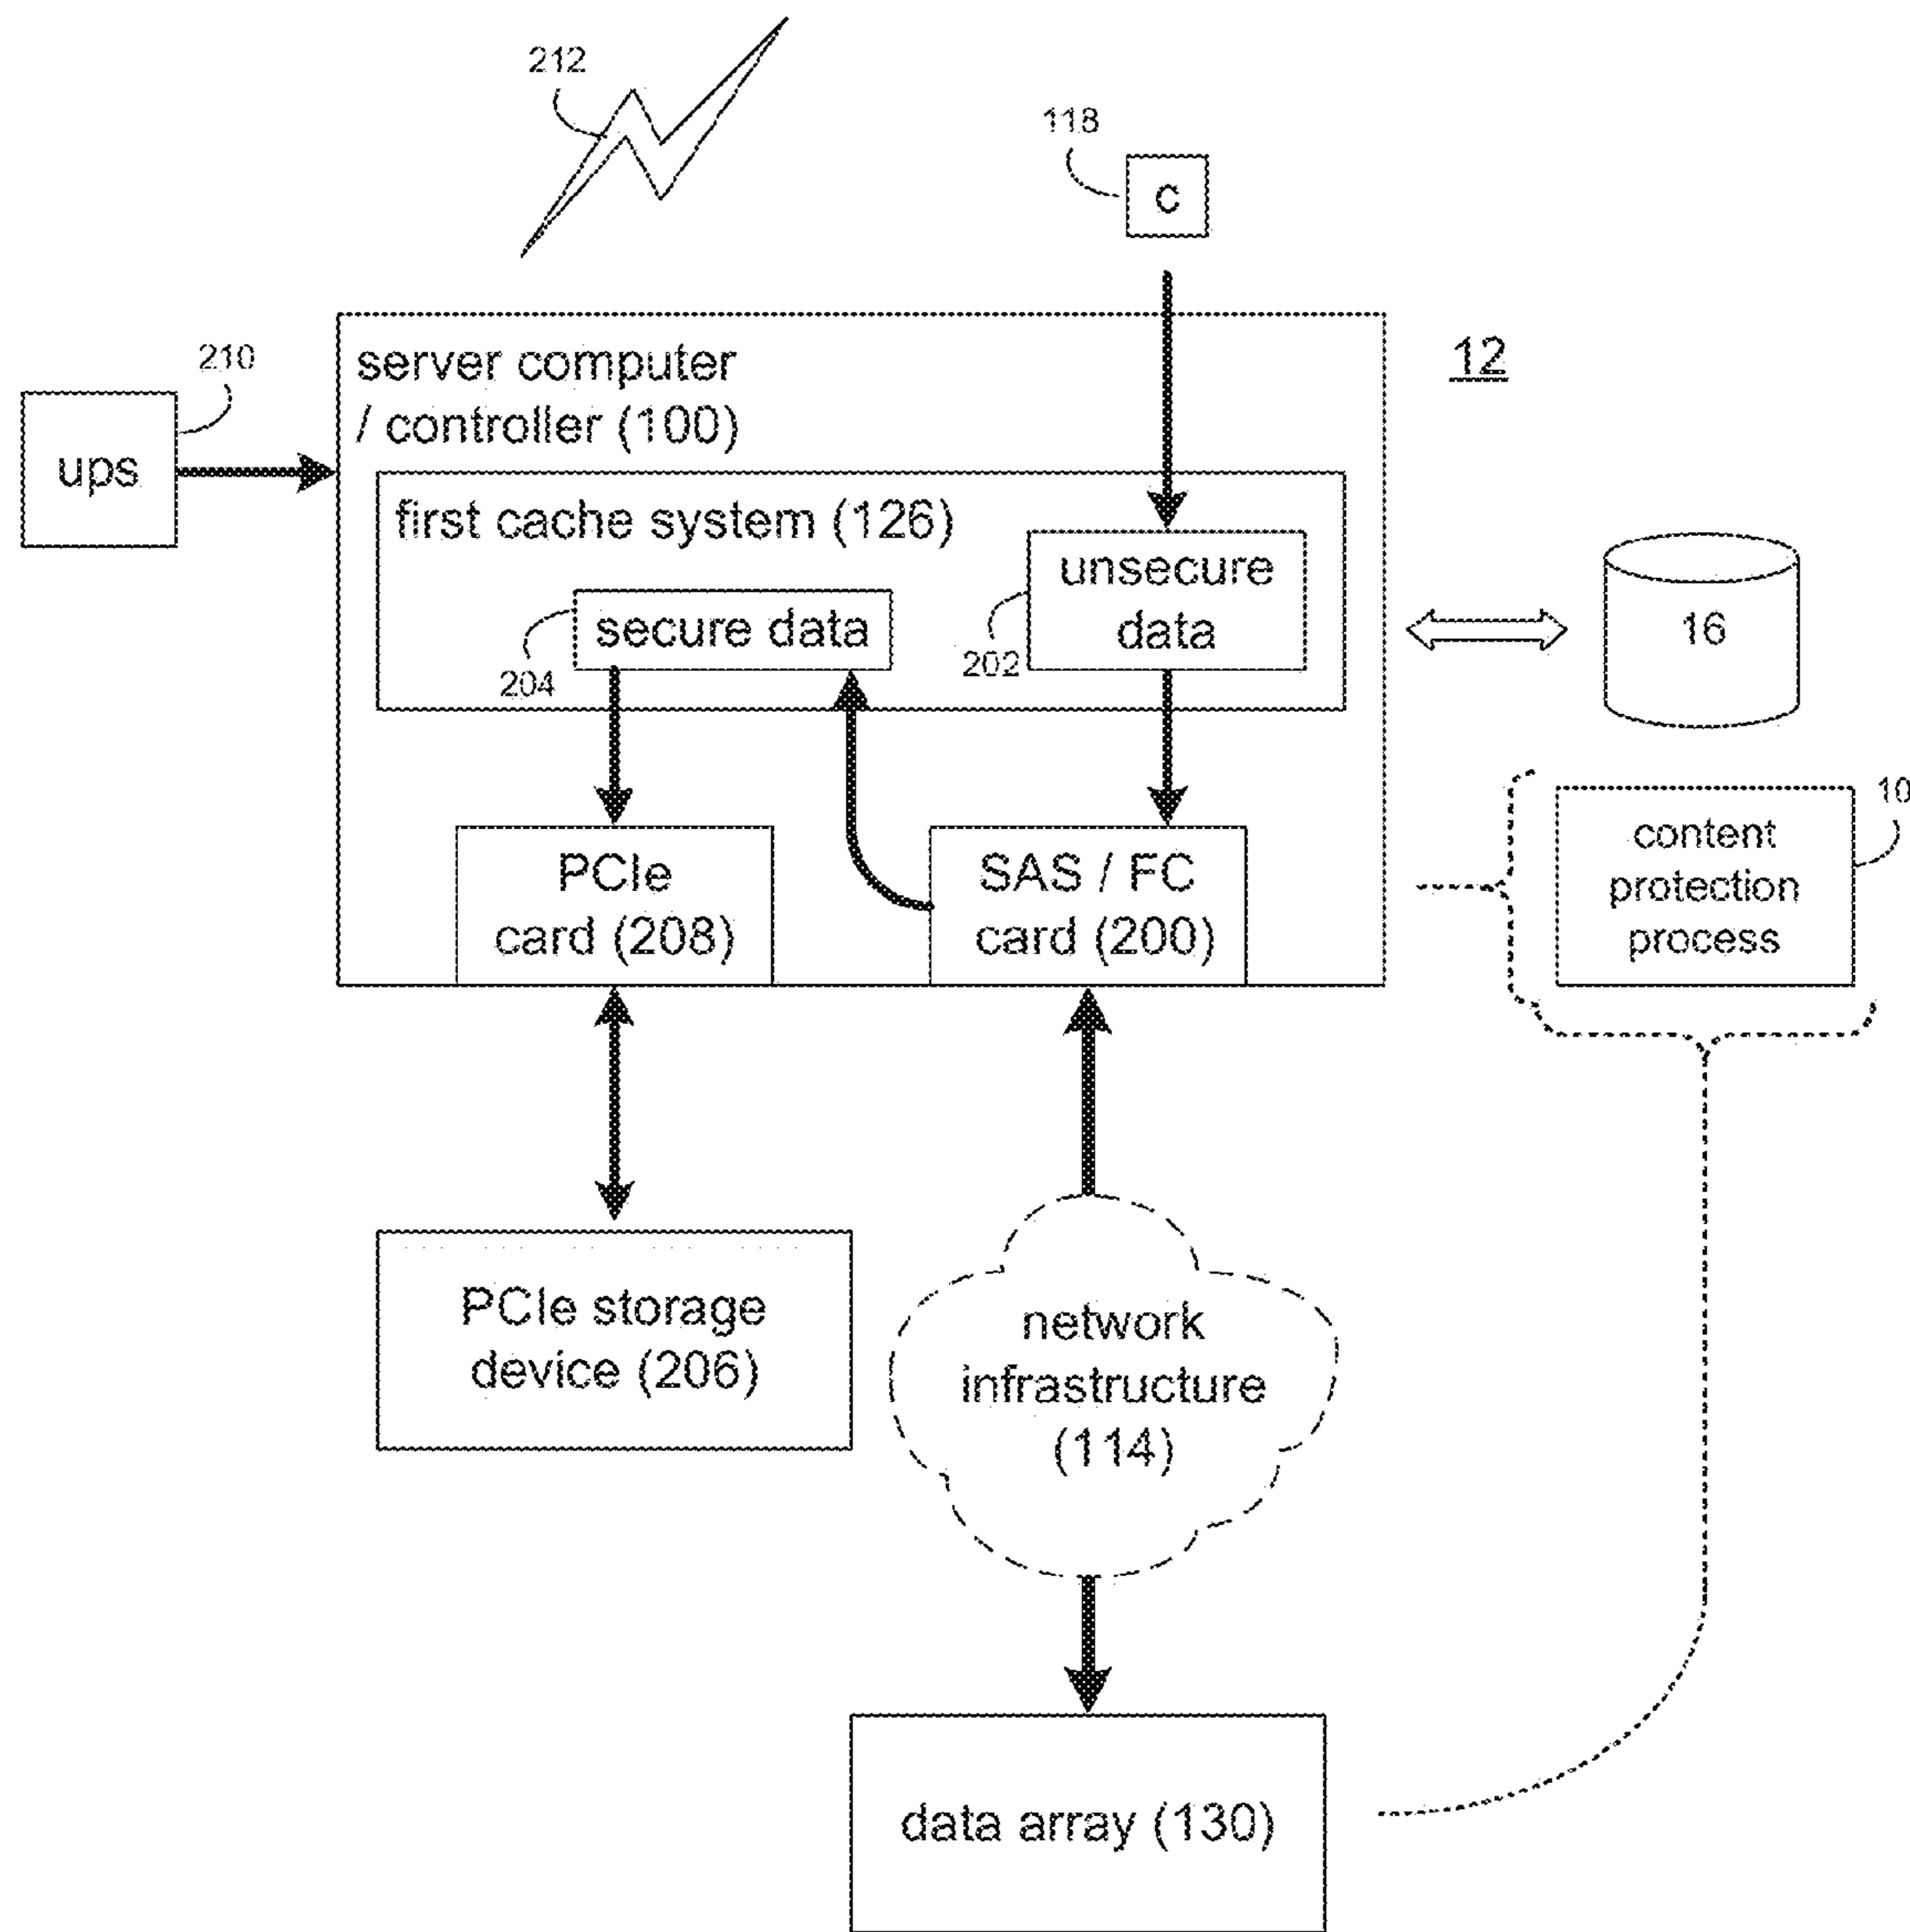 212
118
c
210
ups
server computer
/ controller (100)
12
first cache system (126)
unsecure
data
202
secure data
204
16
PCIe
card (208)
SAS / FC
card (200)
10
content
protection
process
PCIe storage
device (206)
network
infrastructure
(114)
data array (130)